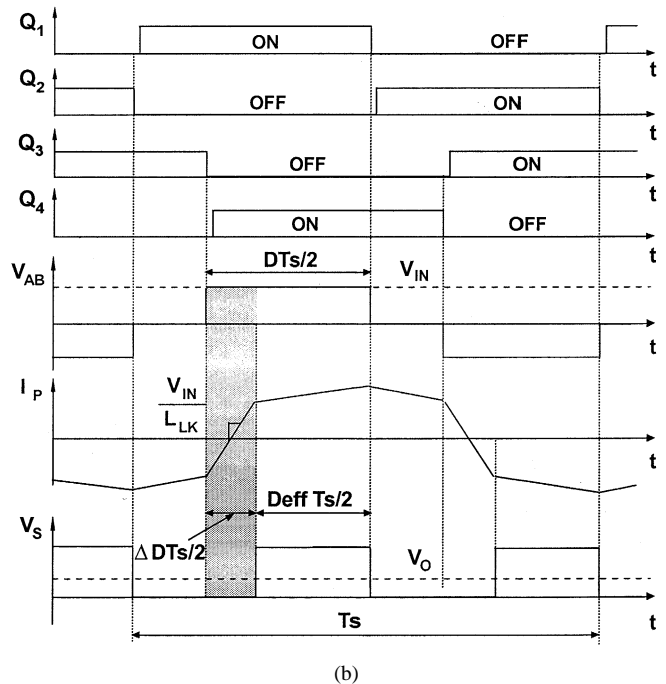 Q1
ON
OFF
t
Q2
OFF
ON
t
Q3
OFF
ON
t
Q4
ON
OFF
t
VAB
DTs/2
VIN
t
IP
VIN
LLK
t
VS
Deff Ts/2
Δ DTs/2
VO
t
Ts
(b)